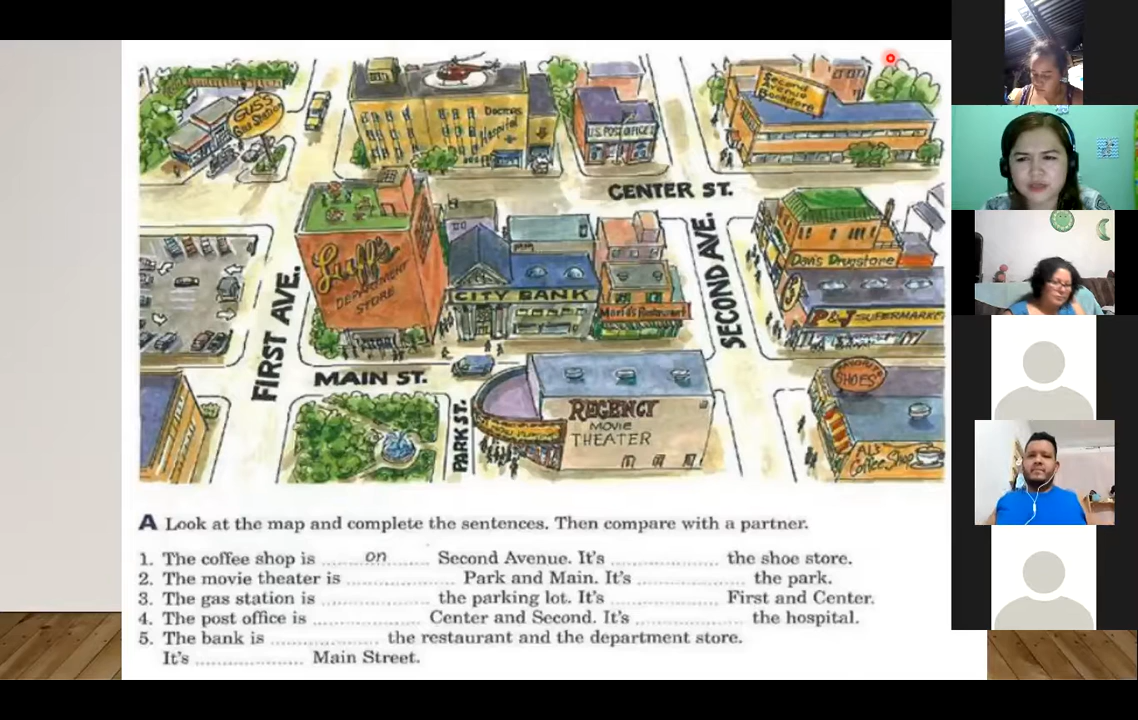 GUS'S
Gas Station
DOCTORS
Hospital
U.S. POST OFFICE
Second
Avenue
Bookstore
CENTER ST.
Luff's
DEPARTMENT
STORE
CITY BANK
Maria's Restaurant
FIRST AVE.
SECOND AVE.
Dan's Drugstore
P&J SUPERMARKET
MAIN ST.
PARK ST.
REGENCY
MOVIE
THEATER
FAVORITE
SHOES
AL'S
Coffee Shop
A Look at the map and complete the sentences. Then compare with a partner.
1. The coffee shop is on Second Avenue. It's .................... the shoe store.
2. The movie theater is .................... Park and Main. It's .................... the park.
3. The gas station is .................... the parking lot. It's .................... First and Center.
4. The post office is .................... Center and Second. It's .................... the hospital.
5. The bank is .................... the restaurant and the department store.
It's .................... Main Street.